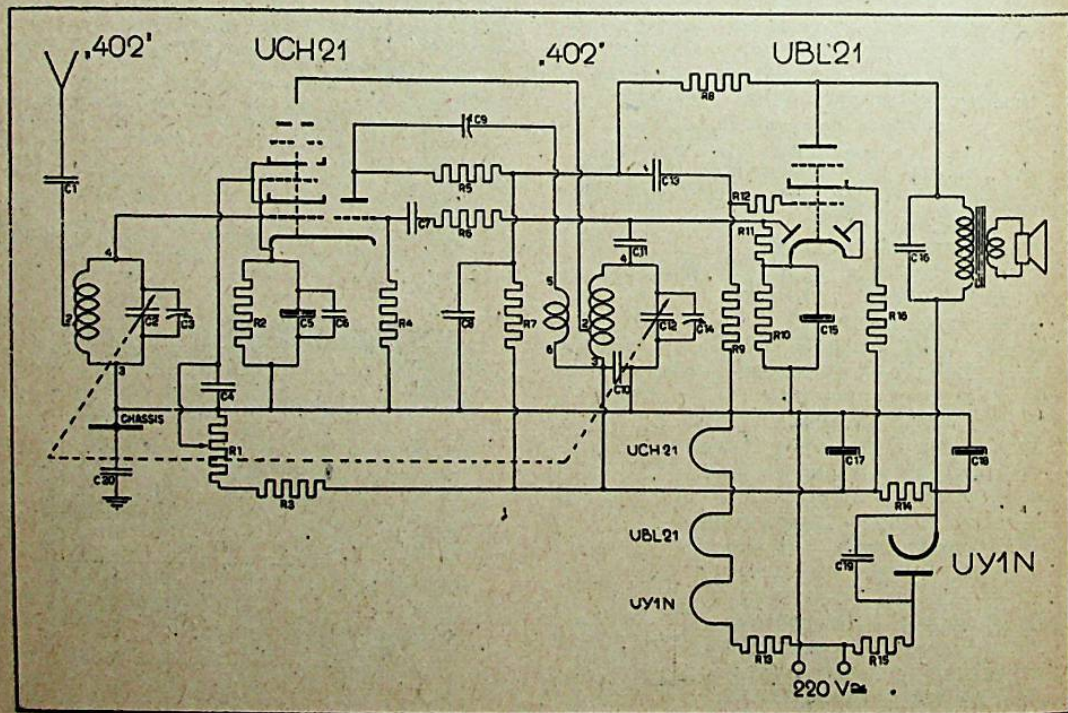 „402"
UCH21
„402"
UBL21
R8
C9
C1
R5
C13
R12
C7
R6
R11
C11
4
4
5
C16
2
C2
C3
R2
C5
C6
R4
C8
R7
2
C12
C14
R9
R10
C15
R16
3
6
3
C10
C4
CHASSIS
R1
UCH21
C17
C18
C20
R3
R14
UBL21
C19
UY1N
UY1N
R13
R15
220 V≂